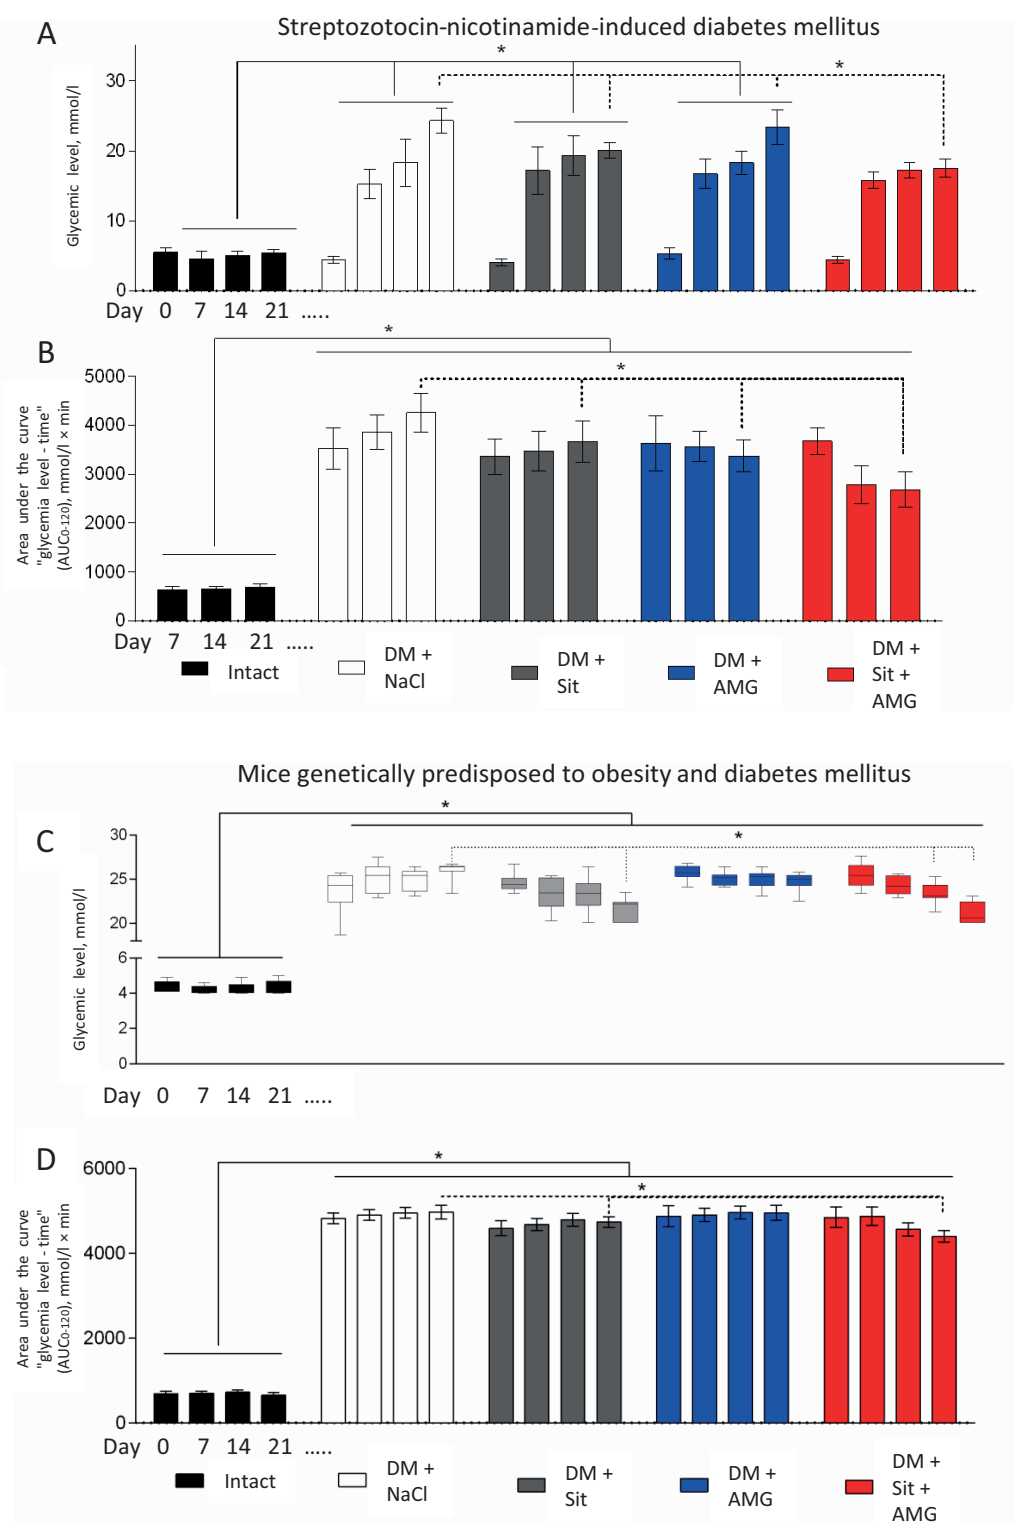 A
Streptozotocin-nicotinamide-induced diabetes mellitus
*
*
Glycemic level, mmol/l
30
20
10
0
Day 0 7 14 21 .....
B
*
*
Area under the curve
"glycemia level - time"
(AUC0-120), mmol/l × min
5000
4000
3000
2000
1000
0
Day 7 14 21 .....
Intact
DM +
NaCl
DM +
Sit
DM +
AMG
DM +
Sit +
AMG
Mice genetically predisposed to obesity and diabetes mellitus
C
*
*
Glycemic level, mmol/l
30
25
20
6
4
2
0
Day 0 7 14 21 .....
D
*
*
Area under the curve
"glycemia level - time"
(AUC0-120), mmol/l × min
6000
4000
2000
0
Day 0 7 14 21 .....
Intact
DM +
NaCl
DM +
Sit
DM +
AMG
DM +
Sit +
AMG